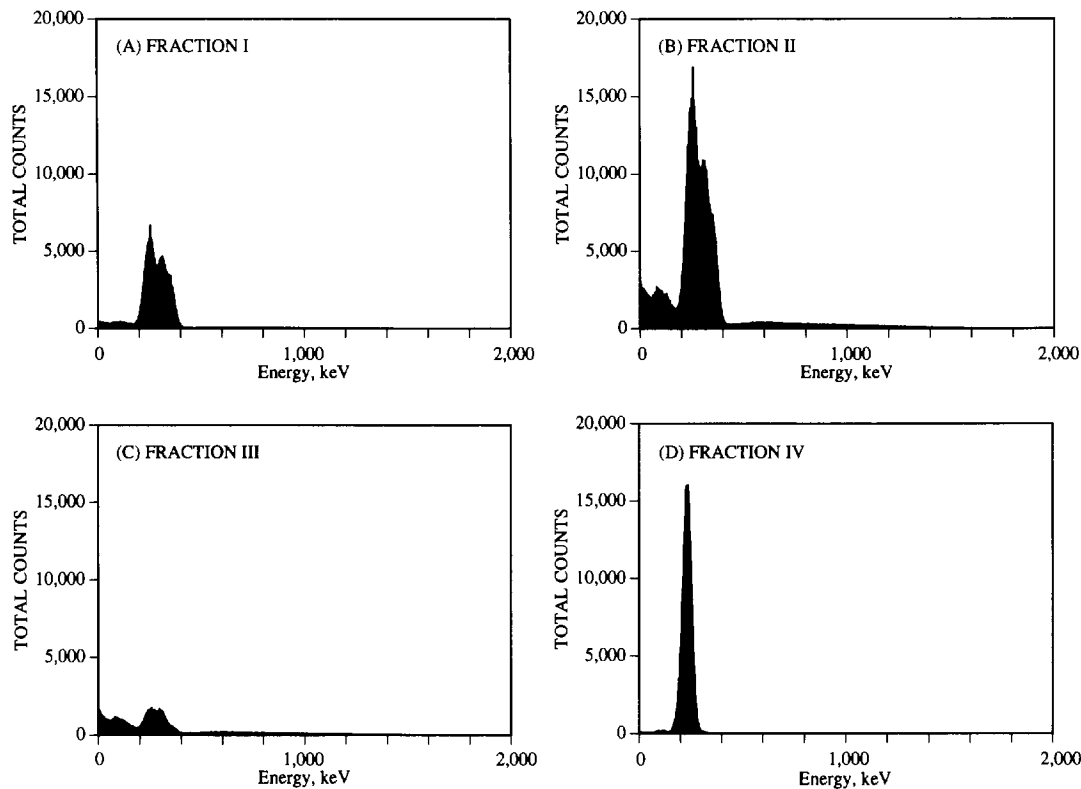 (A) FRACTION I
TOTAL COUNTS
20,000
15,000
10,000
5,000
0
0 1,000 2,000
Energy, keV
(B) FRACTION II
TOTAL COUNTS
20,000
15,000
10,000
5,000
0
0 1,000 2,000
Energy, keV
(C) FRACTION III
TOTAL COUNTS
20,000
15,000
10,000
5,000
0
0 1,000 2,000
Energy, keV
(D) FRACTION IV
TOTAL COUNTS
20,000
15,000
10,000
5,000
0
0 1,000 2,000
Energy, keV